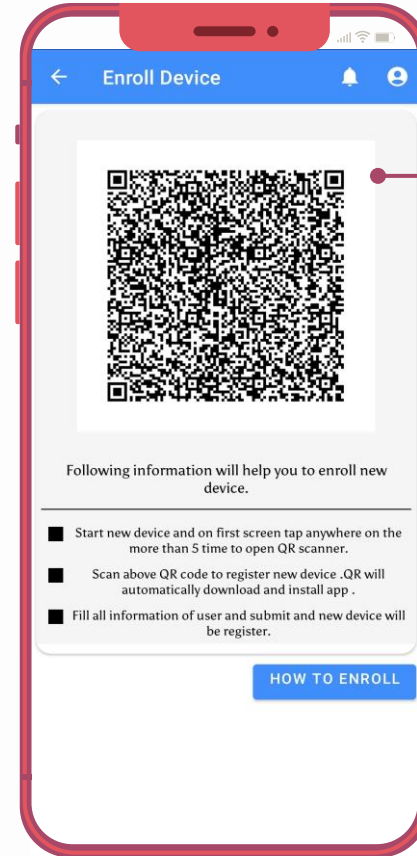 Enroll Device
Following information will help you to enroll new
device.
Start new device and on first screen tap anywhere on the
more than 5 time to open QR scanner.
Scan above QR code to register new device .QR will
automatically download and install app .
Fill all information of user and submit and new device will
be register.
HOW TO ENROLL